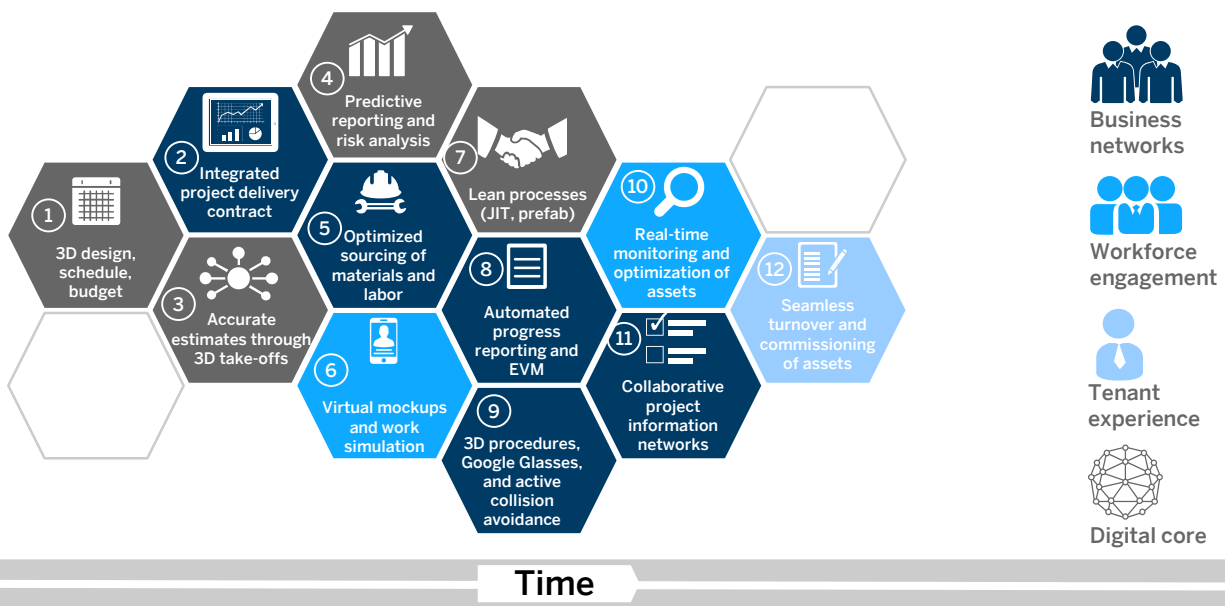 1
3D design,
schedule,
budget
2
Integrated
project delivery
contract
3
Accurate
estimates through
3D take-offs
4
Predictive
reporting and
risk analysis
5
Optimized
sourcing of
materials and
labor
6
Virtual mockups
and work
simulation
7
Lean processes
(JIT, prefab)
8
Automated
progress
reporting and
EVM
9
3D procedures,
Google Glasses,
and active
collision
avoidance
10
Real-time
monitoring and
optimization of
assets
11
Collaborative
project
information
networks
12
Seamless
turnover and
commissioning
of assets
Business
networks
Workforce
engagement
Tenant
experience
Digital core
Time